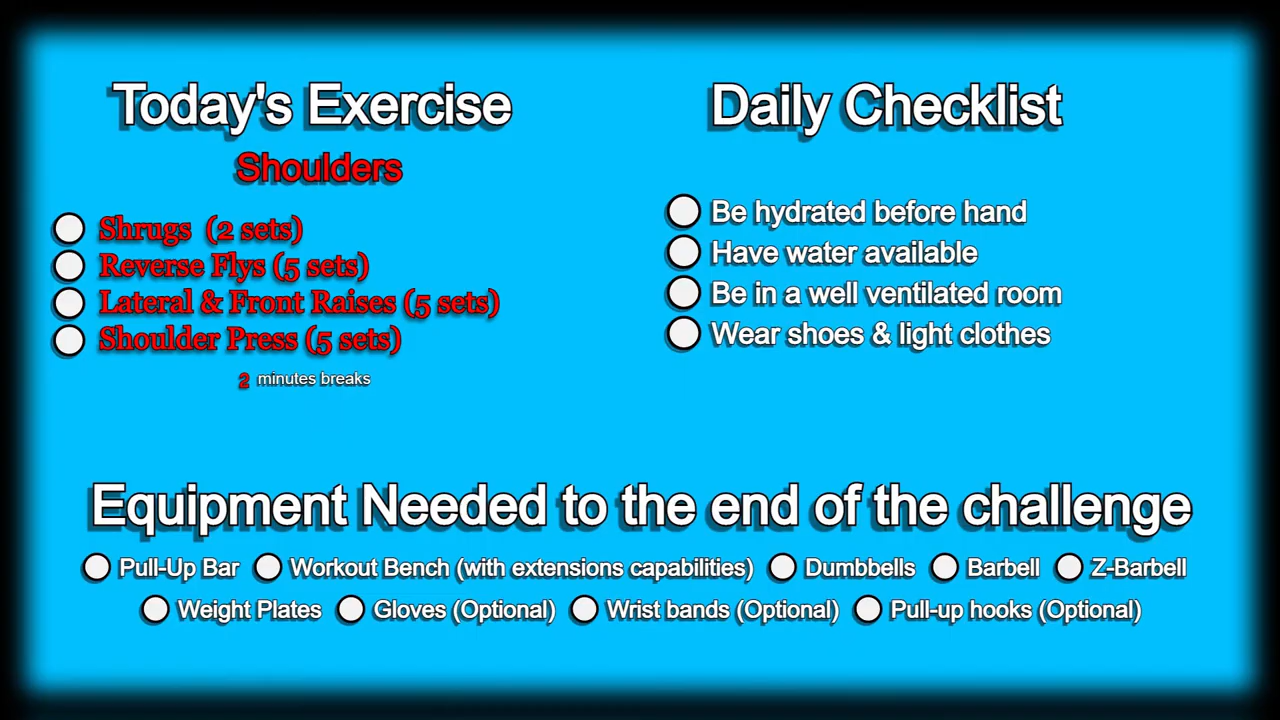 Today's Exercise
Shoulders
Shrugs (2 sets)
Reverse Flys (5 sets)
Lateral & Front Raises (5 sets)
Shoulder Press (5 sets)
2 minutes breaks
Daily Checklist
Be hydrated before hand
Have water available
Be in a well ventilated room
Wear shoes & light clothes
Equipment Needed to the end of the challenge
Pull-Up Bar Workout Bench (with extensions capabilities) Dumbbells Barbell Z-Barbell
Weight Plates Gloves (Optional) Wrist bands (Optional) Pull-up hooks (Optional)